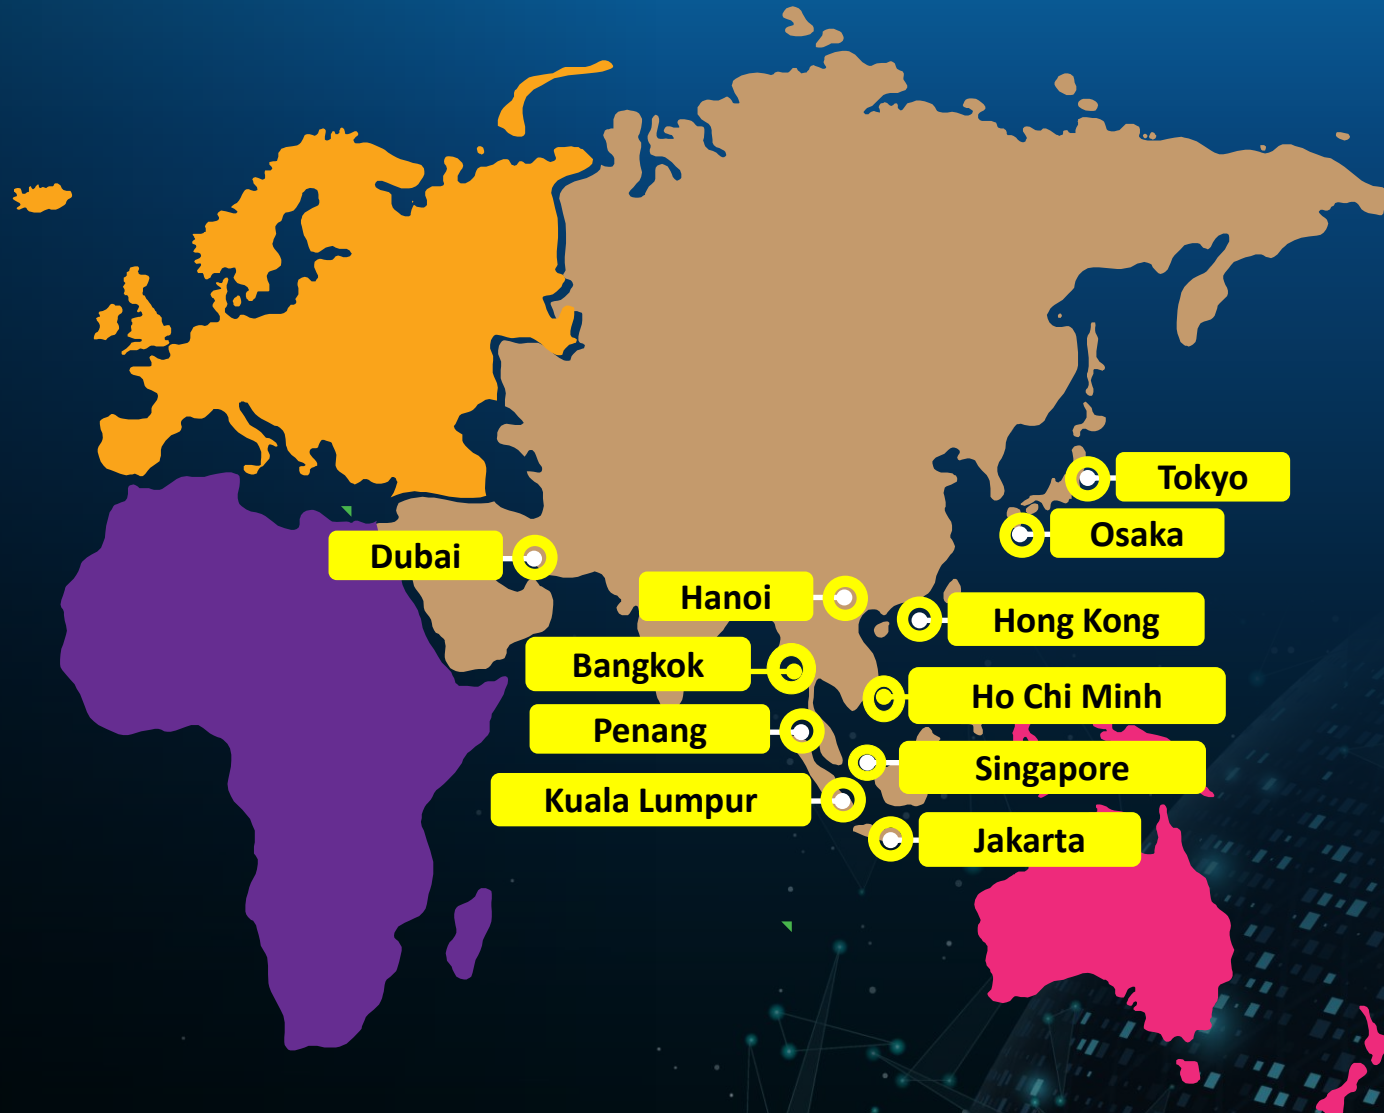 Tokyo
Osaka
Dubai
Hanoi
Hong Kong
Bangkok
Ho Chi Minh
Penang
Singapore
Kuala Lumpur
Jakarta